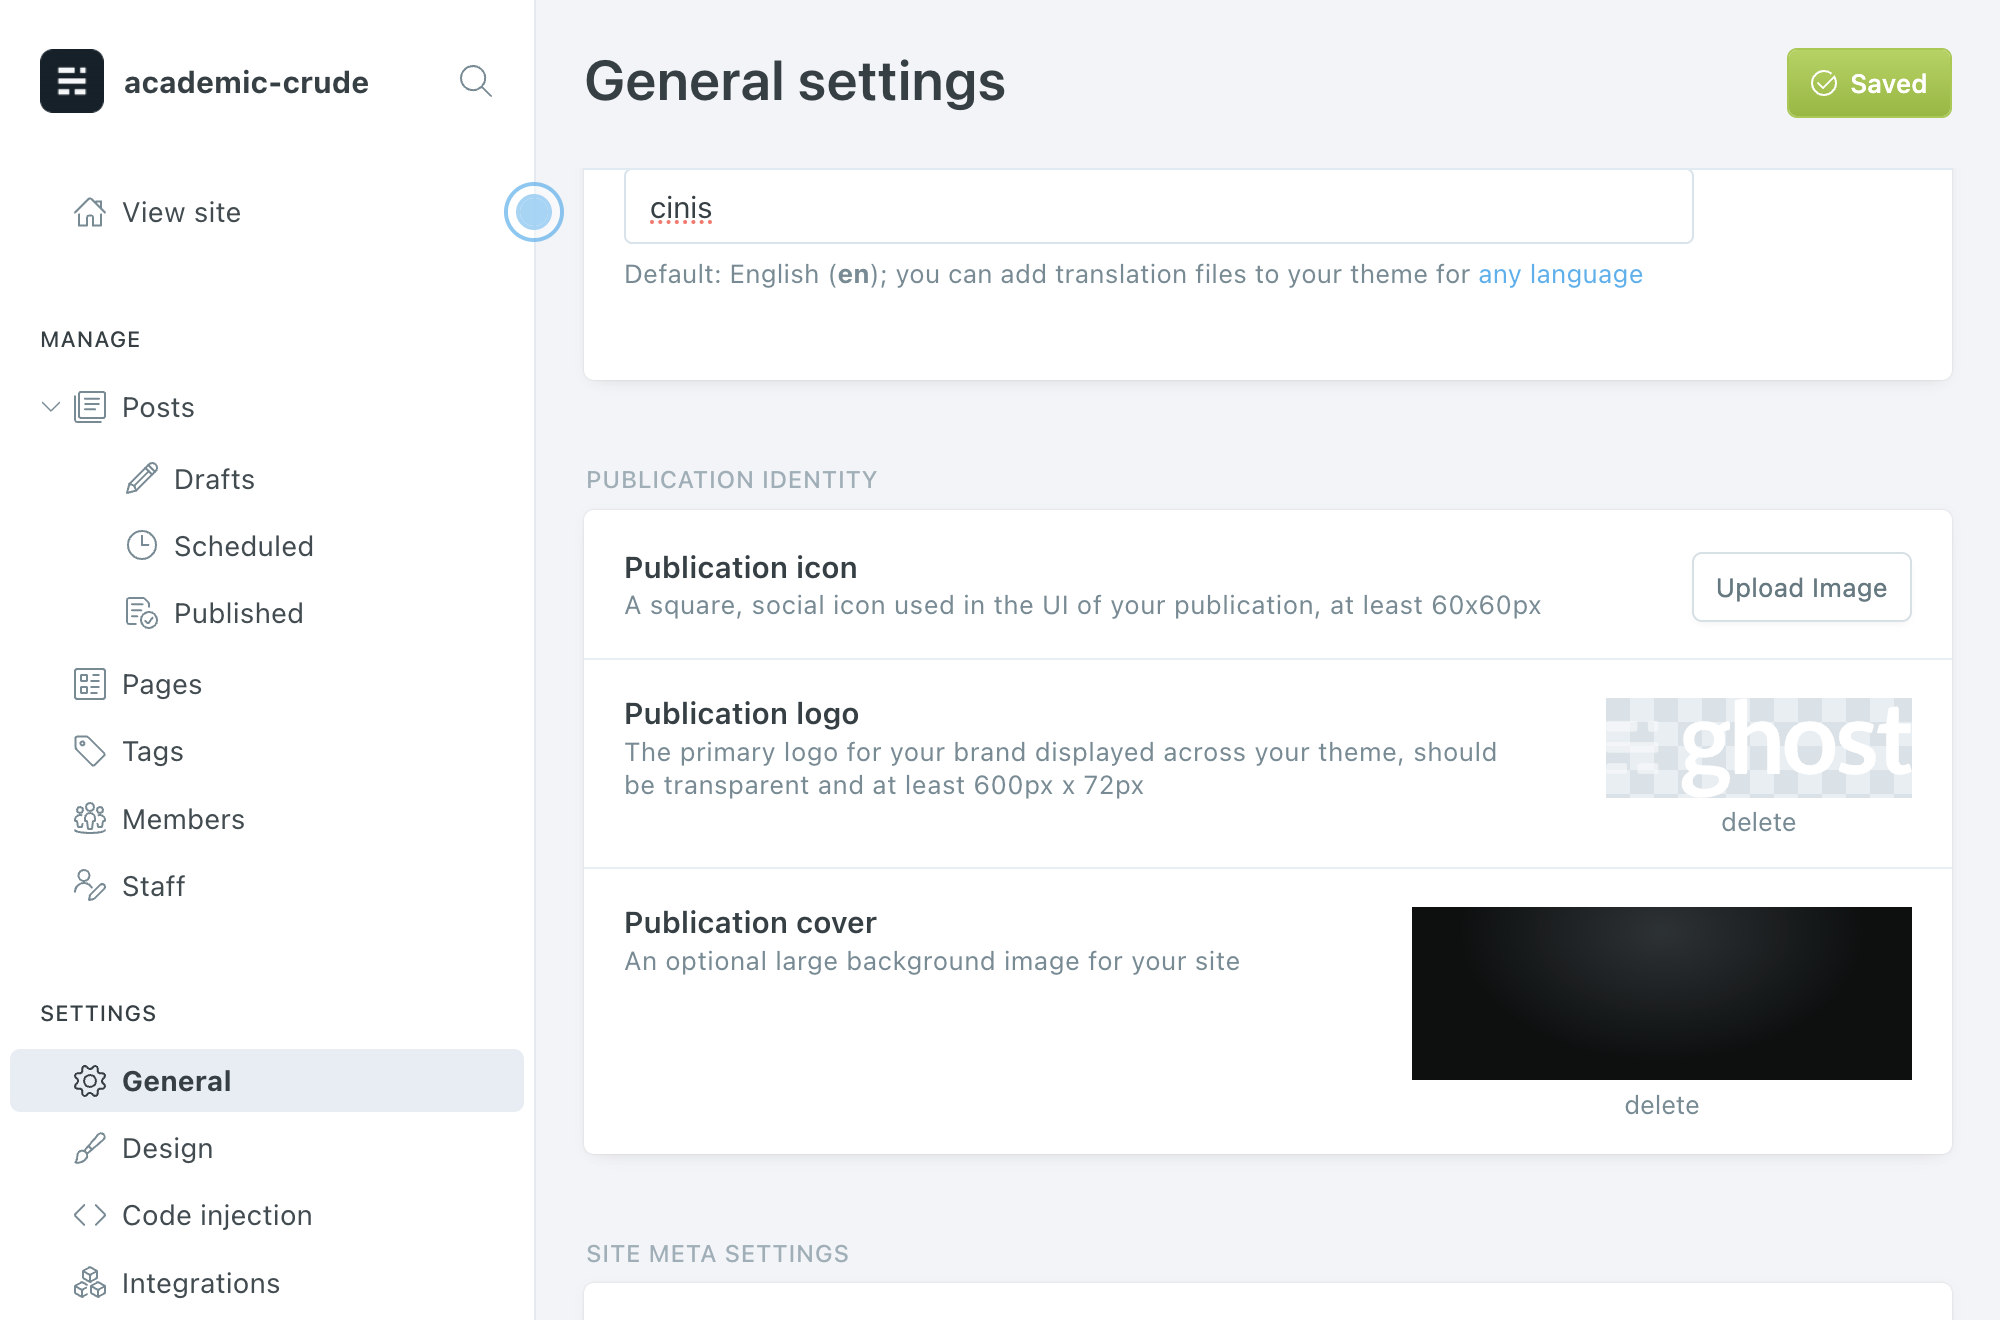 academic-crude
View site
MANAGE
Posts
Drafts
Scheduled
Published
Pages
Tags
Members
Staff
SETTINGS
General
Design
Code injection
Integrations
General settings
Saved
cinis
Default: English (en); you can add translation files to your theme for any language
PUBLICATION IDENTITY
Publication icon
A square, social icon used in the UI of your publication, at least 60x60px
Upload Image
Publication logo
The primary logo for your brand displayed across your theme, should
be transparent and at least 600px x 72px
ghost
delete
Publication cover
An optional large background image for your site
delete
SITE META SETTINGS